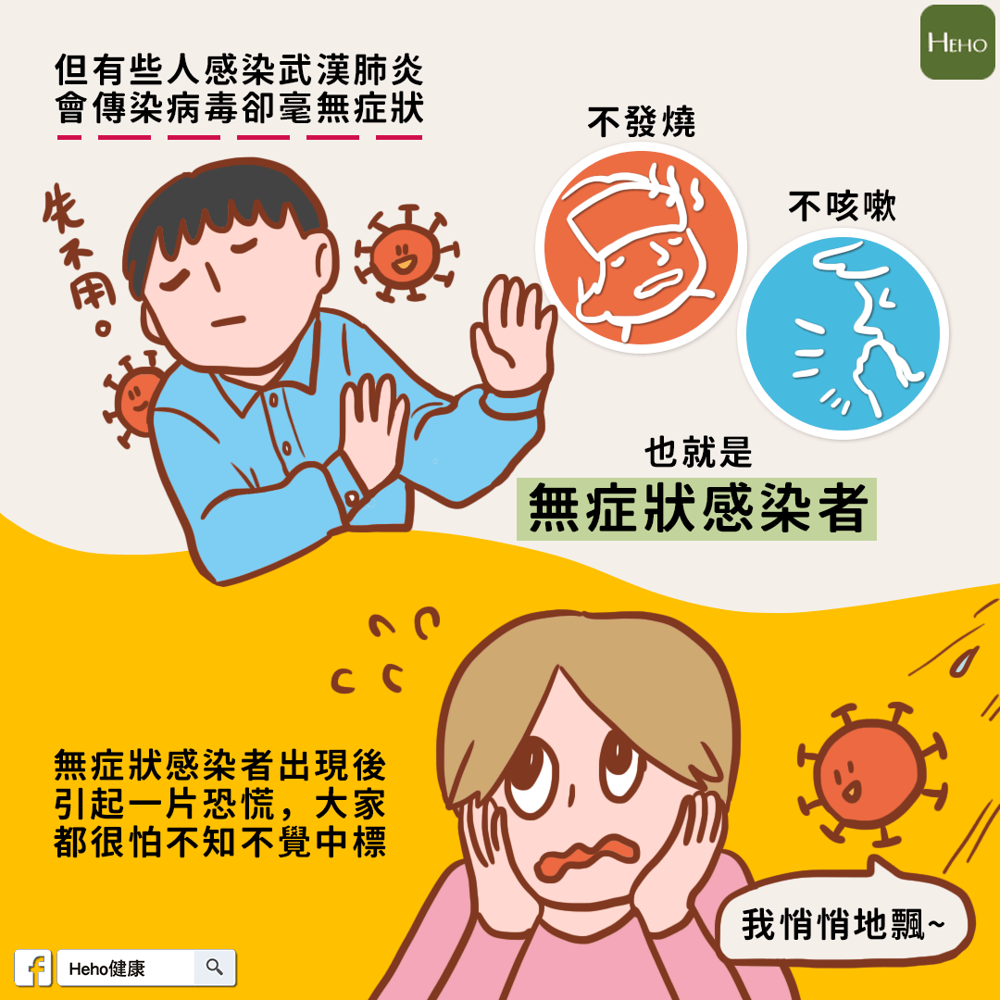 HEHO
但有些人感染武漢肺炎
會傳染病毒卻毫無症狀
不發燒
不咳嗽
先不用。
也就是
無症狀感染者
無症狀感染者出現後
引起一片恐慌，大家
都很怕不知不覺中標
我悄悄地飄~
f
Heho健康